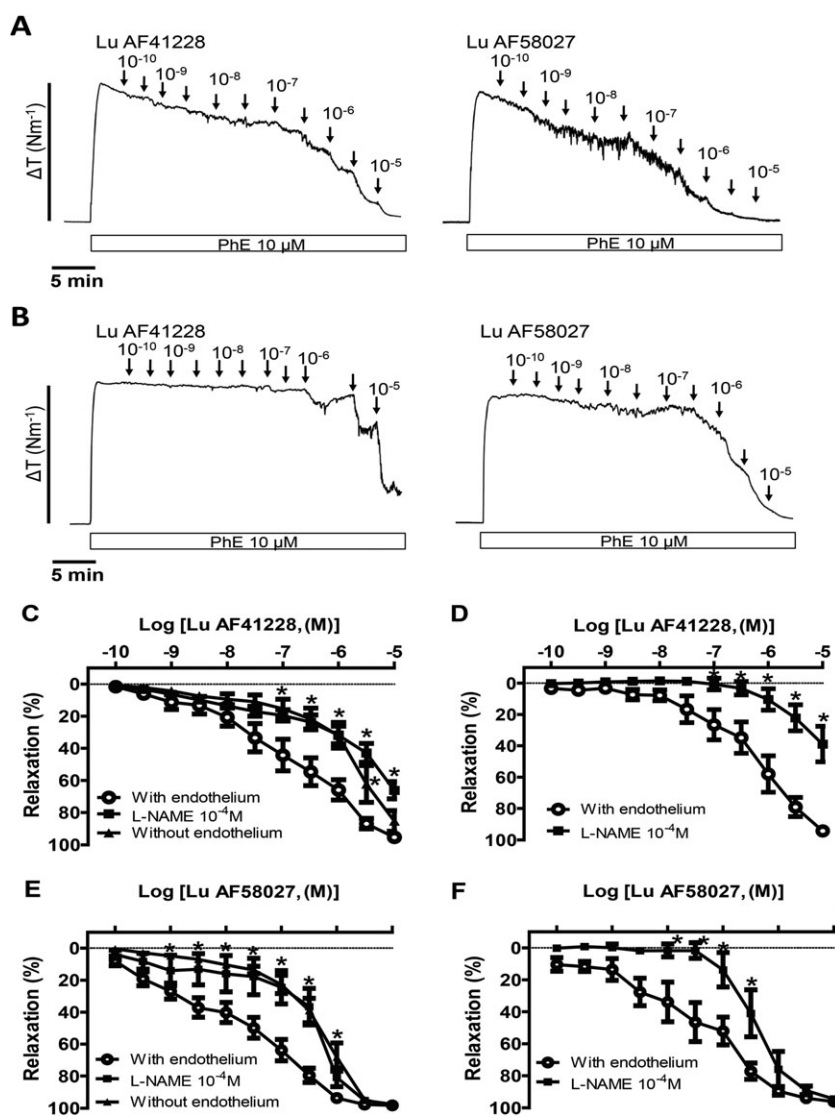 A
Lu AF41228
10⁻¹⁰ 10⁻⁹ 10⁻⁸ 10⁻⁷ 10⁻⁶ 10⁻⁵
ΔT (Nm⁻¹)
PhE 10 µM
5 min
Lu AF58027
10⁻¹⁰ 10⁻⁹ 10⁻⁸ 10⁻⁷ 10⁻⁶ 10⁻⁵
PhE 10 µM
B
Lu AF41228
10⁻¹⁰ 10⁻⁹ 10⁻⁸ 10⁻⁷ 10⁻⁶ 10⁻⁵
ΔT (Nm⁻¹)
PhE 10 µM
5 min
Lu AF58027
10⁻¹⁰ 10⁻⁹ 10⁻⁸ 10⁻⁷ 10⁻⁶ 10⁻⁵
PhE 10 µM
C
Log [Lu AF41228, (M)]
-10 -9 -8 -7 -6 -5
Relaxation (%)
0
20
40
60
80
100
* * * * * *
With endothelium
L-NAME 10⁻⁴M
Without endothelium
D
Log [Lu AF41228, (M)]
-10 -9 -8 -7 -6 -5
Relaxation (%)
0
20
40
60
80
100
* * * * *
With endothelium
L-NAME 10⁻⁴M
E
Log [Lu AF58027, (M)]
Relaxation (%)
0
20
40
60
80
100
* * * * * * *
With endothelium
L-NAME 10⁻⁴M
Without endothelium
F
Log [Lu AF58027, (M)]
Relaxation (%)
0
20
40
60
80
100
* * * *
With endothelium
L-NAME 10⁻⁴M